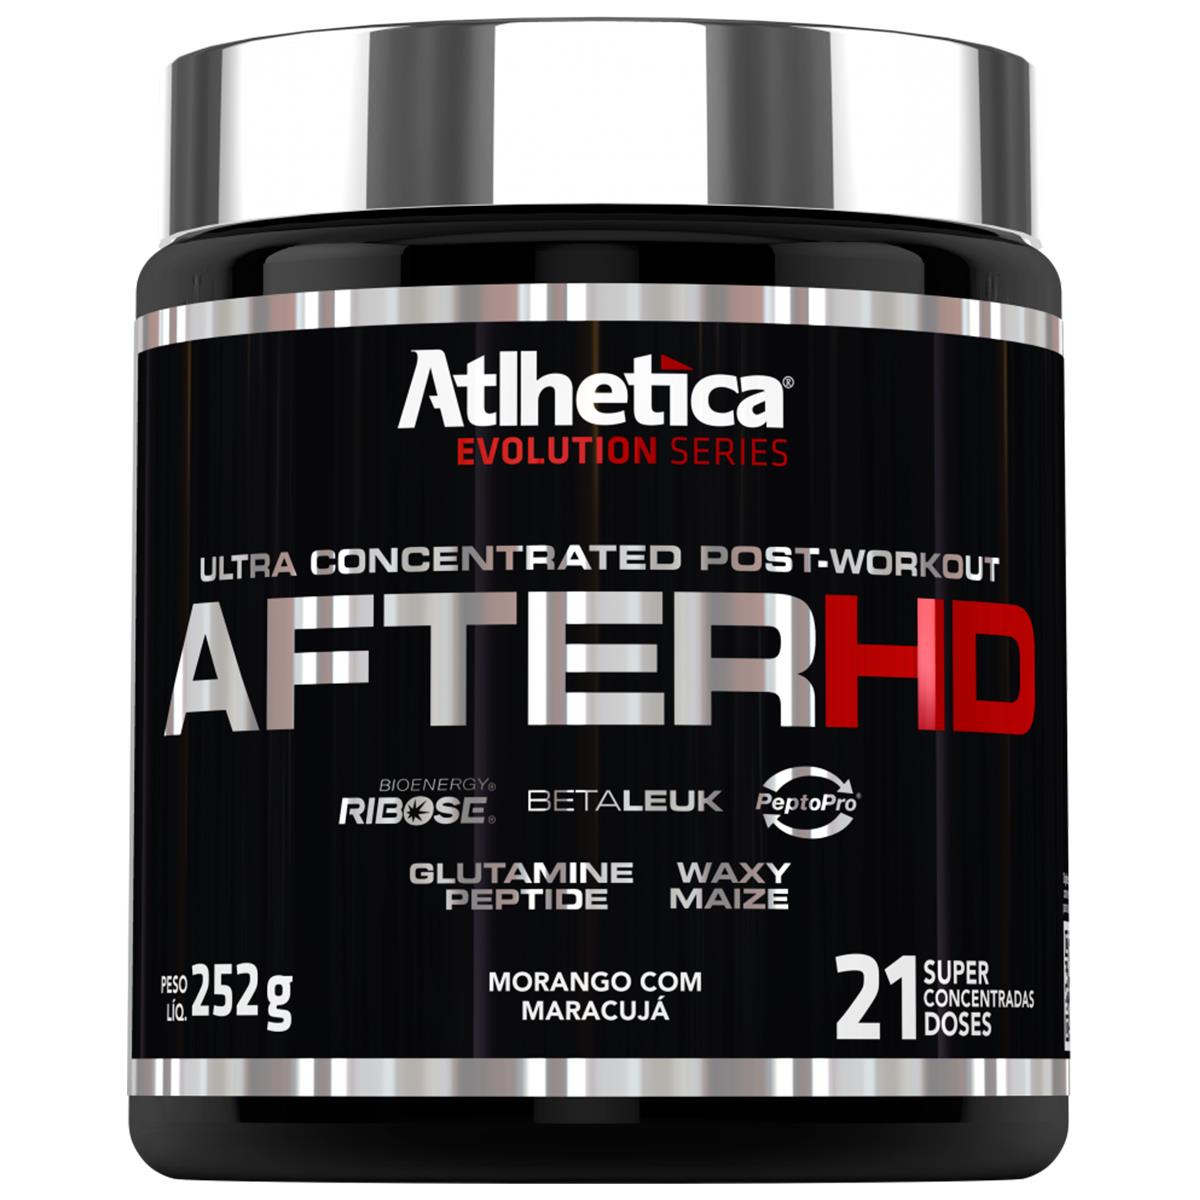 Atlhetica®
EVOLUTION SERIES
ULTRA CONCENTRATED POST-WORKOUT
AFTERHD
BIOENERGY®
RIBOSE®
BETALEUK
PeptoPro®
GLUTAMINE
PEPTIDE
WAXY
MAIZE
PESO
LÍQ. 252g
MORANGO COM
MARACUJÁ
21 SUPER
CONCENTRADAS
DOSES